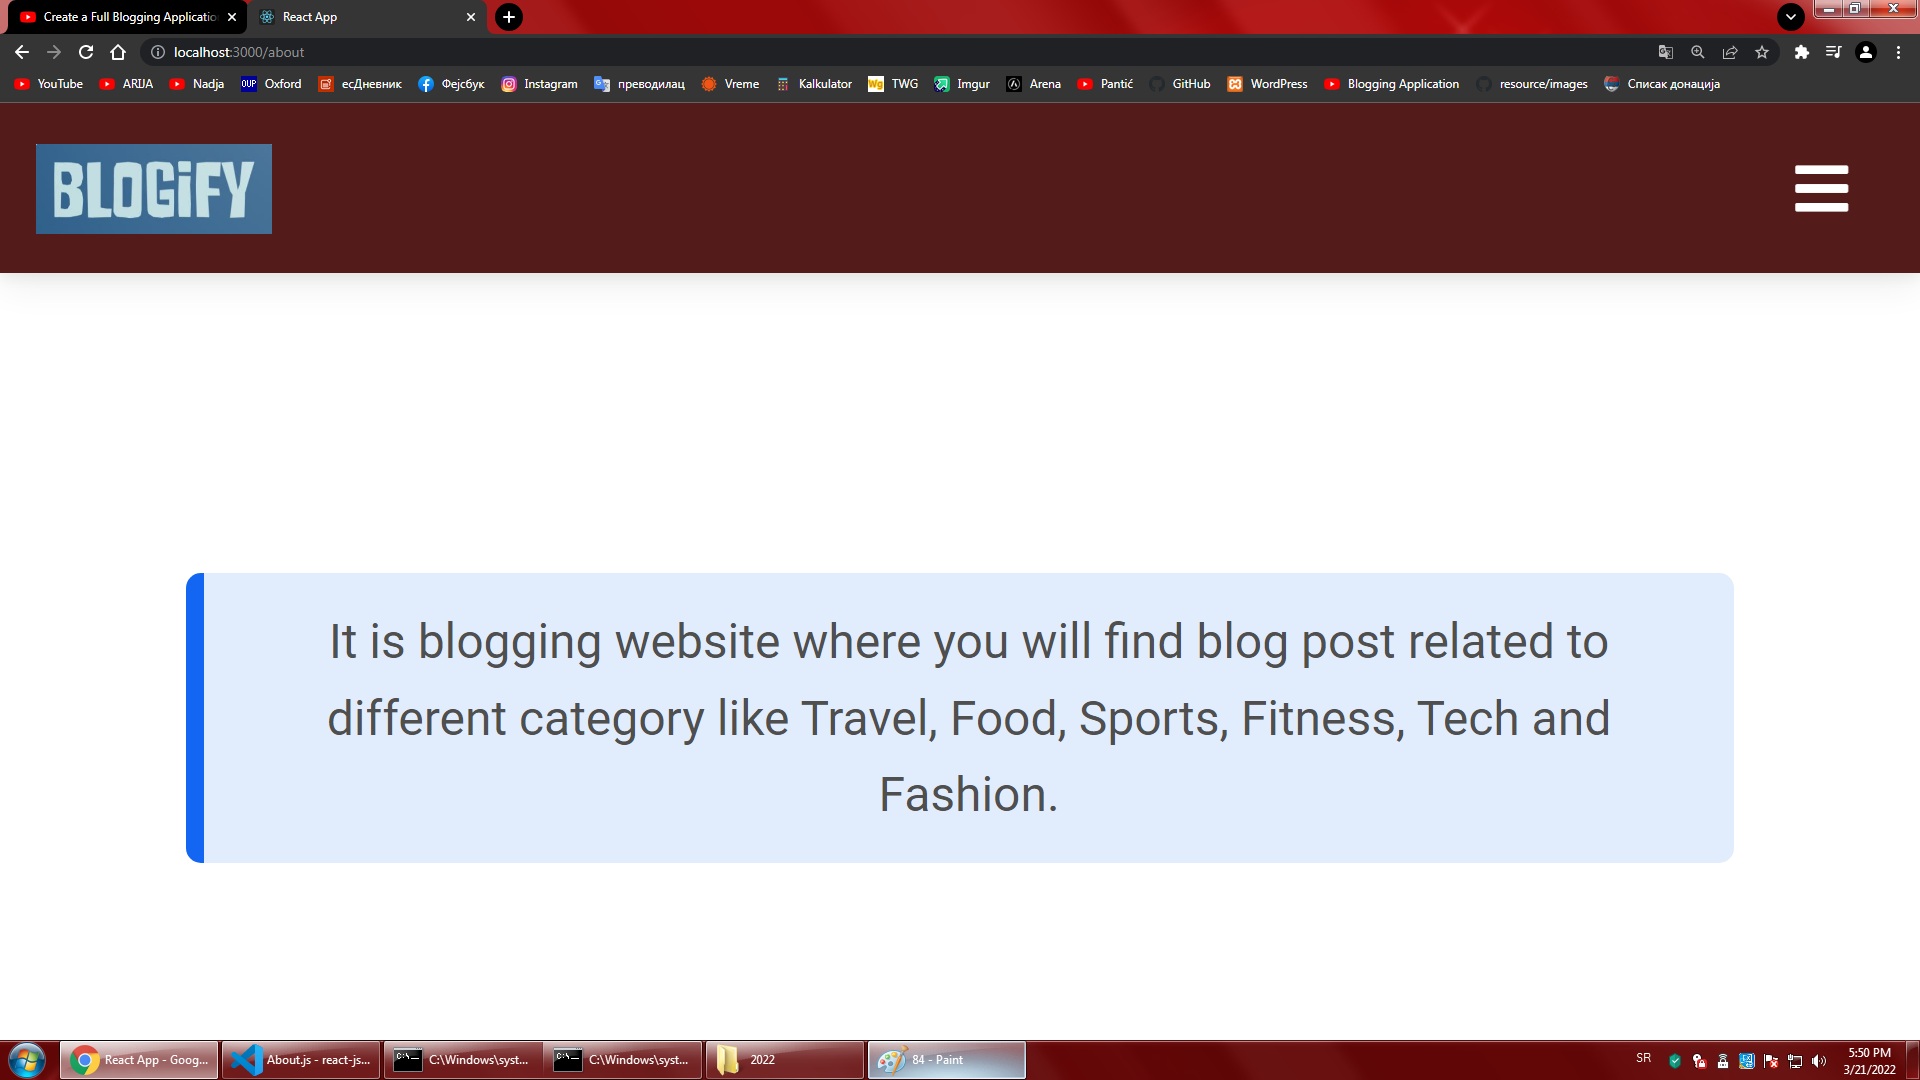 Create a Full Blogging Applicatio
React App
localhost:3000/about
YouTube
ARIJA
Nadja
OUP Oxford
есДневник
Фејсбук
Instagram
преводилац
Vreme
Kalkulator
Wg TWG
Imgur
Arena
Pantić
GitHub
WordPress
Blogging Application
resource/images
Списак донација
BLOGiFY
It is blogging website where you will find blog post related to
different category like Travel, Food, Sports, Fitness, Tech and
Fashion.
React App - Goog...
About.js - react-js...
C:\Windows\syst...
C:\Windows\syst...
2022
84 - Paint
SR
5:50 PM
3/21/2022